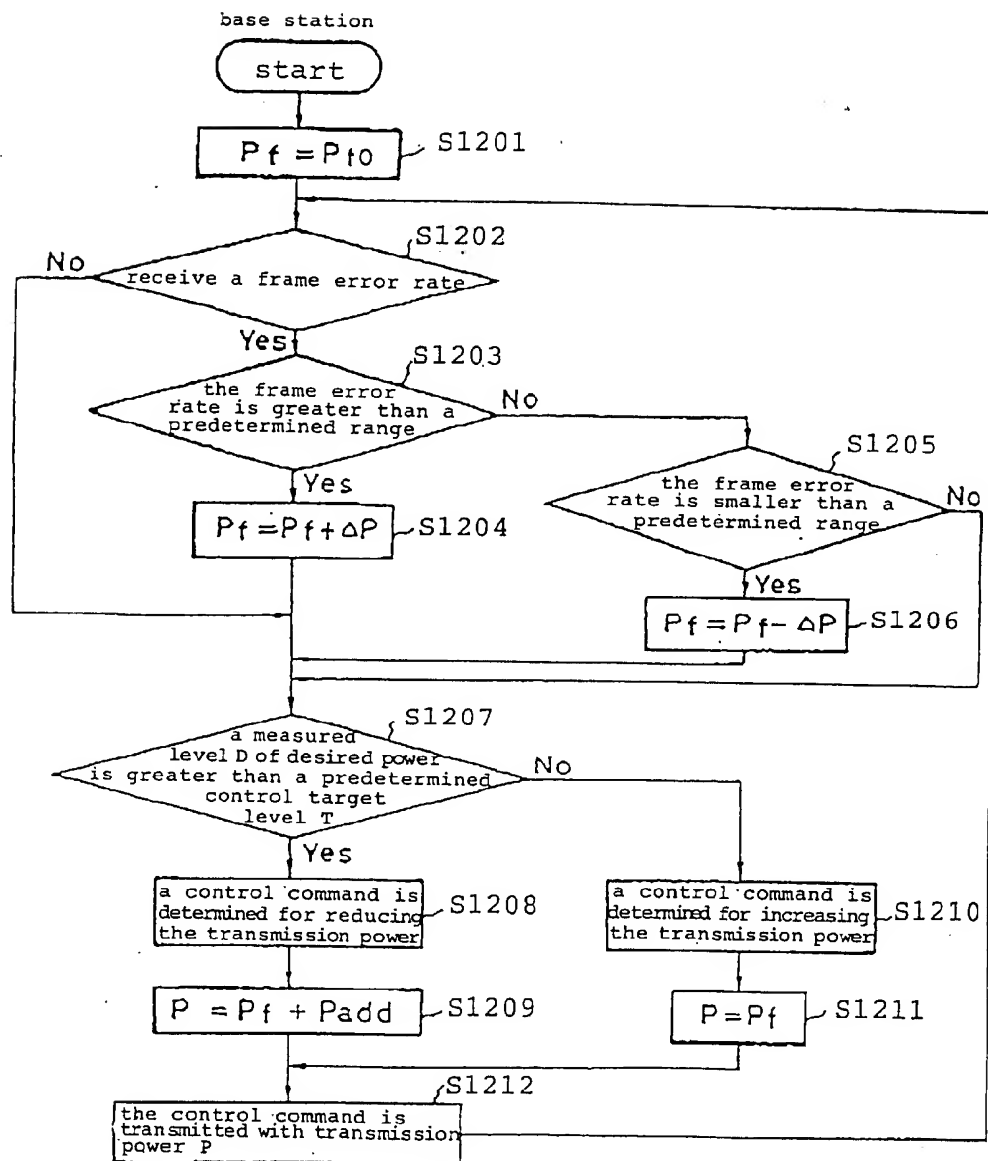 base station
start
Pf = Pto
S1201
S1202
No
receive a frame error rate
Yes
S1203
the frame error
rate is greater than a
predetermined range
No
S1205
the frame error
rate is smaller than a
predetermined range
No
Yes
Pf = Pf + ΔP
S1204
Yes
Pf = Pf - ΔP
S1206
S1207
a measured
level D of desired power
is greater than a predetermined
control target
level T
No
Yes
a control command is
determined for reducing
the transmission power
S1208
a control command is
determined for increasing
the transmission power
S1210
P = Pf + Padd
S1209
P = Pf
S1211
S1212
the control command is
transmitted with transmission
power P